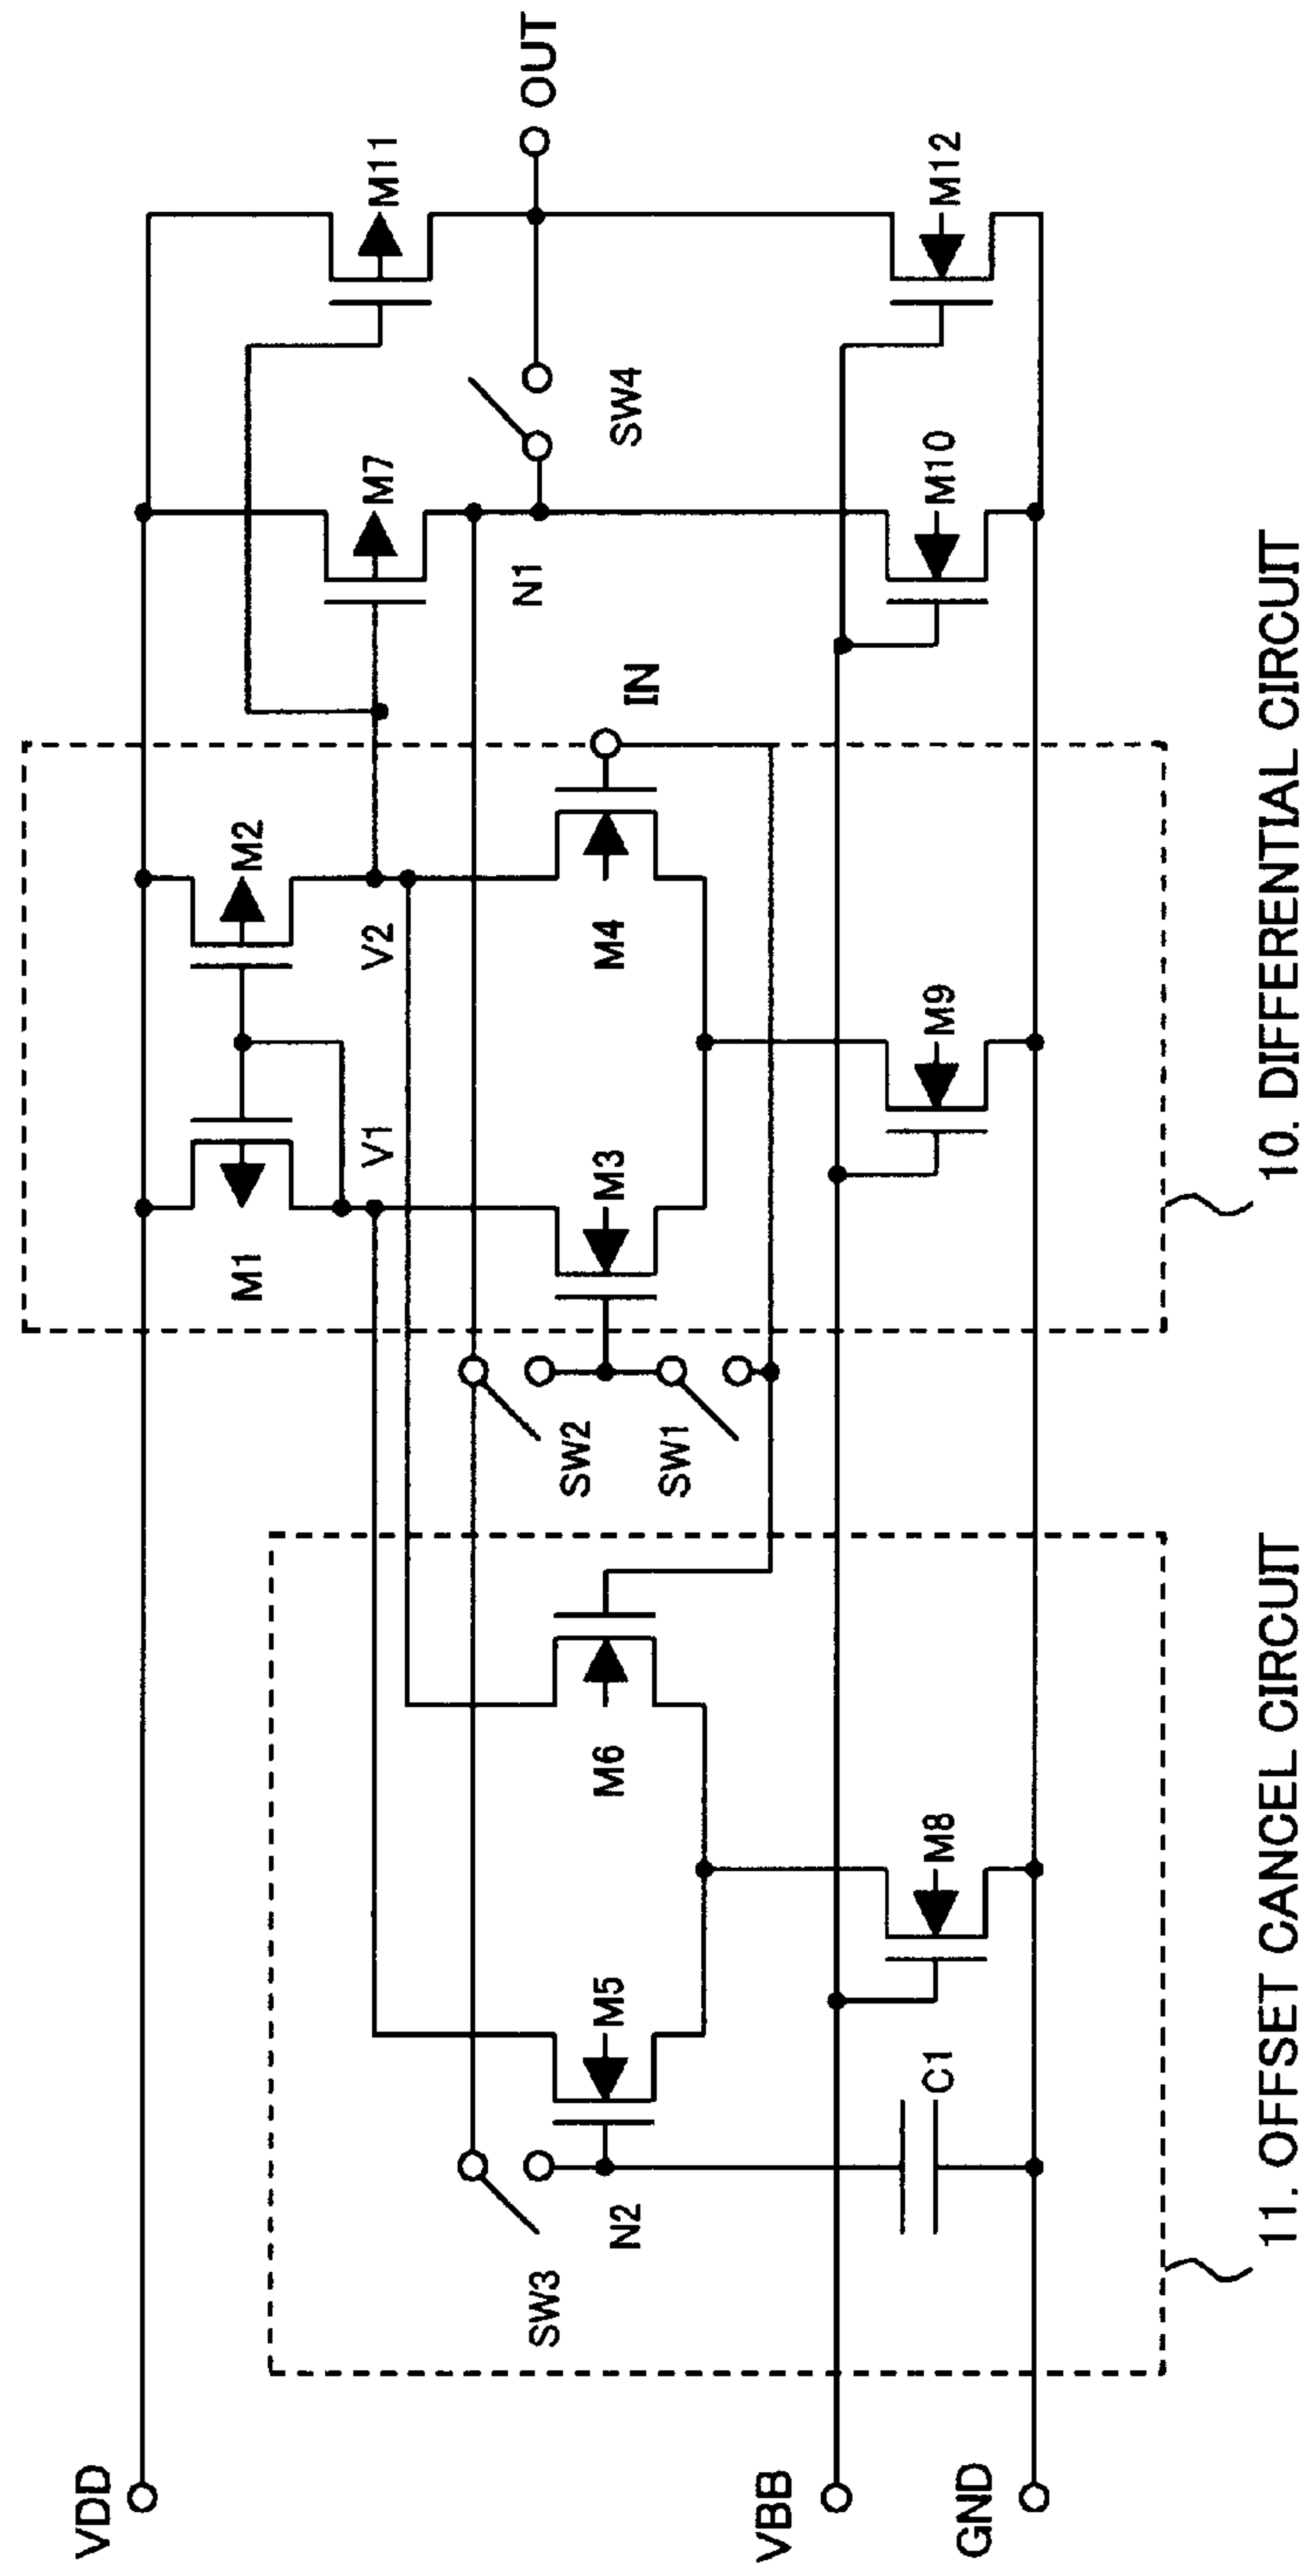 VDD
VBB
GND
SW3
N2
C1
M5
M6
M8
SW2
SW1
M1
V1
M3
V2
M2
M4
M9
IN
N1
M7
M10
SW4
M11
M12
OUT
11. OFFSET CANCEL CIRCUIT
10. DIFFERENTIAL CIRCUIT